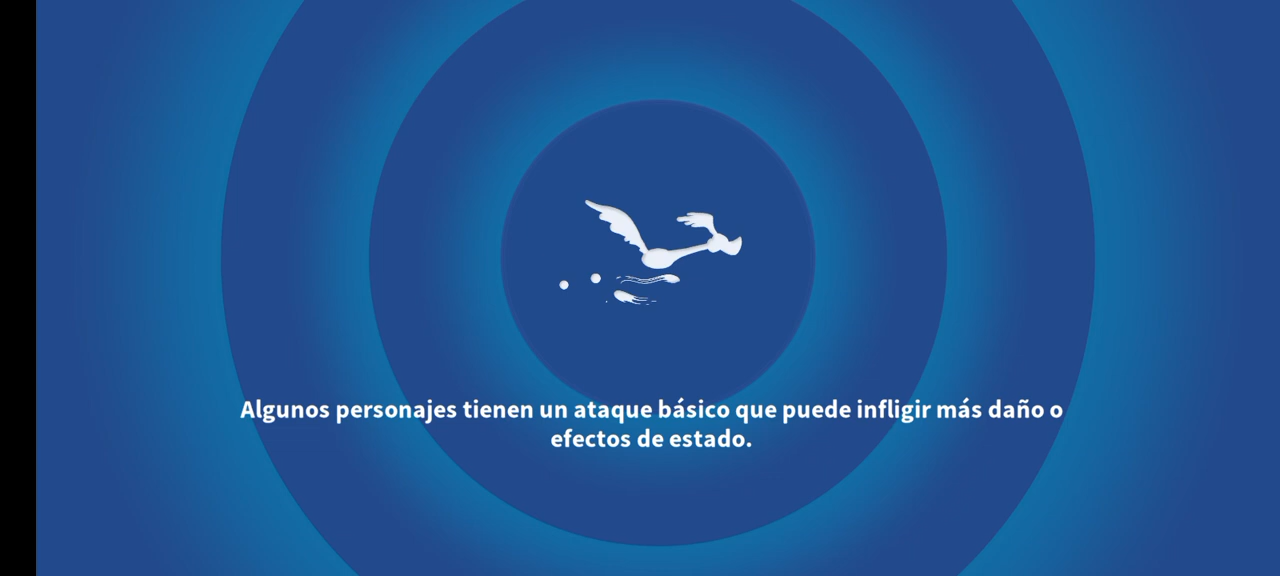 Algunos personajes tienen un ataque básico que puede infligir más daño o
efectos de estado.